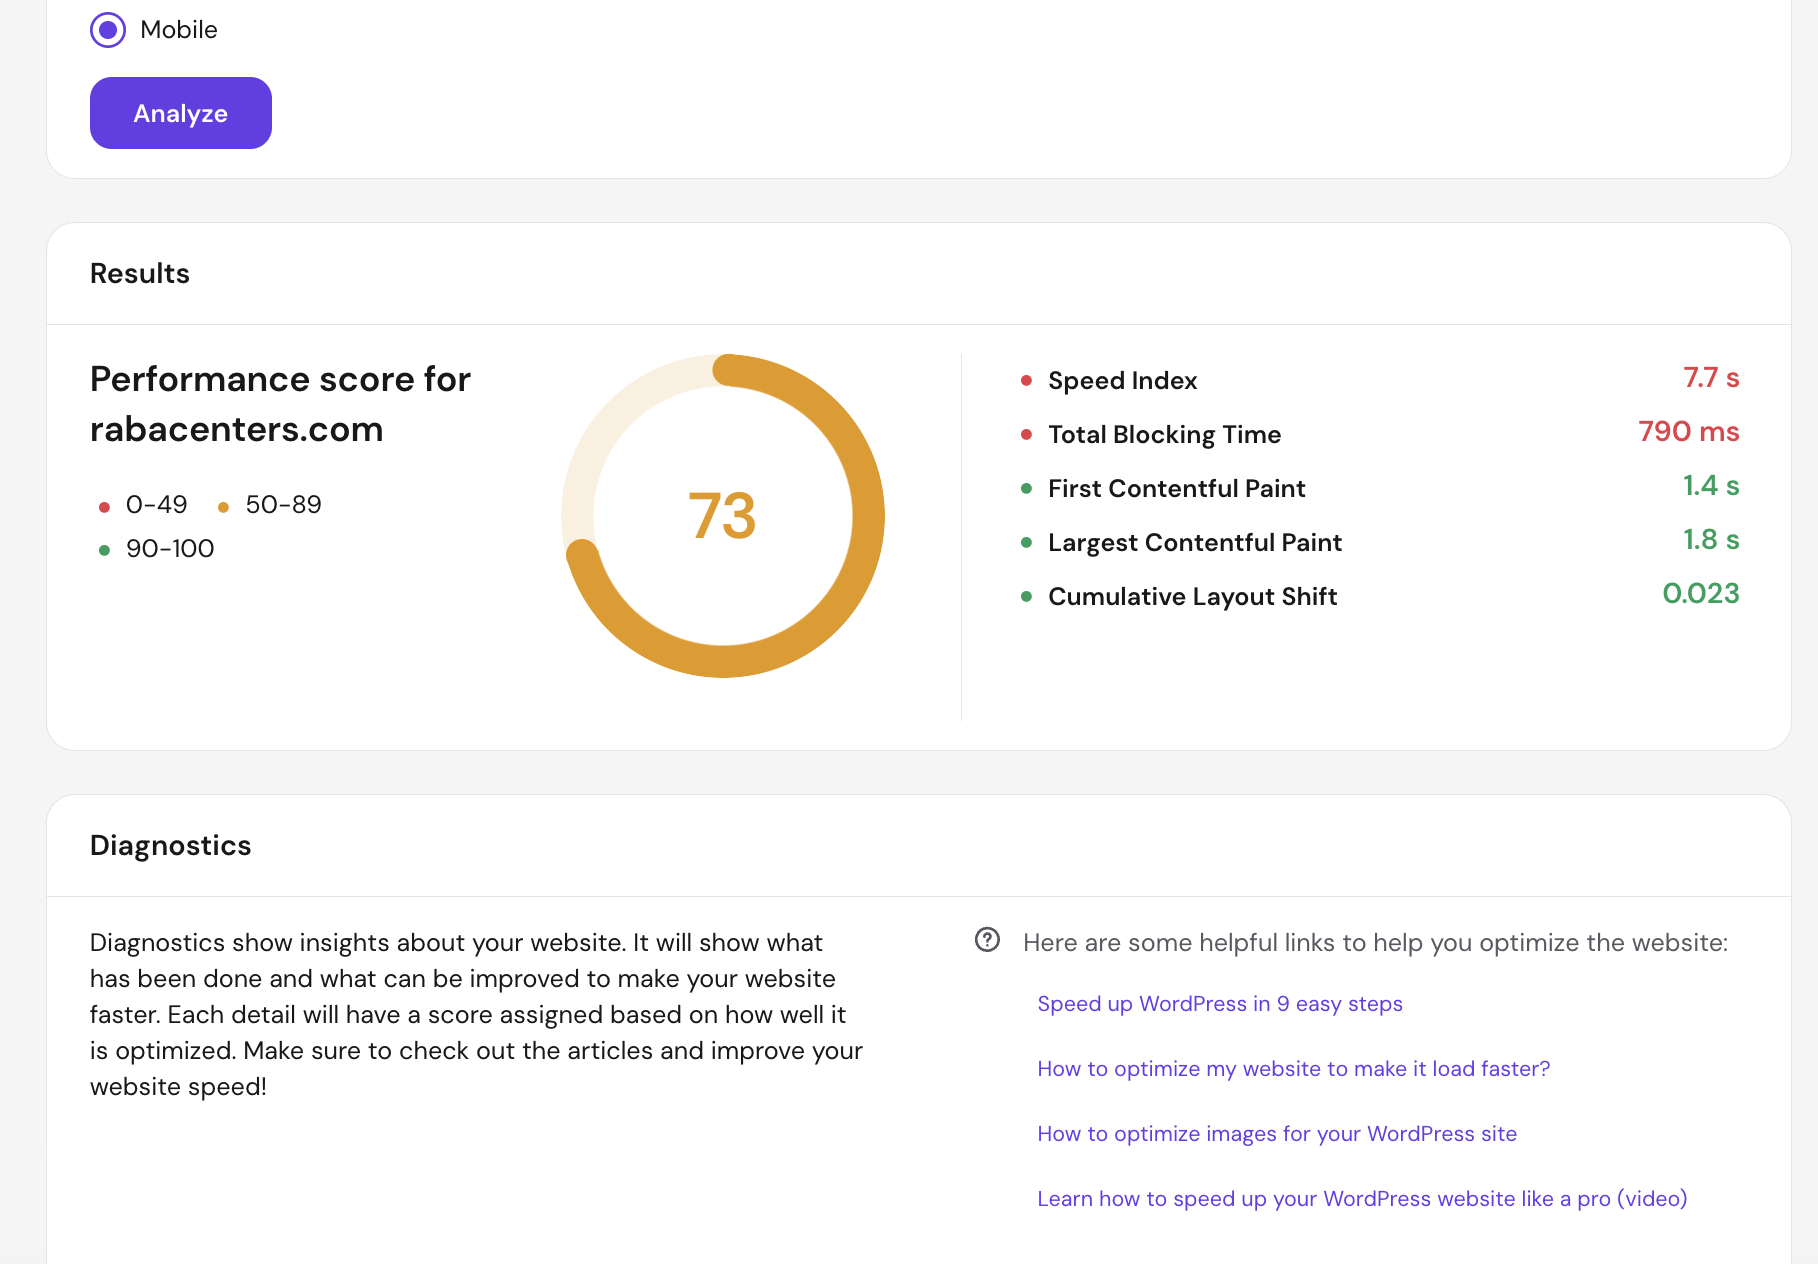 Mobile
Analyze
Results
Performance score for
rabacenters.com
0-49 50-89
90-100
73
Speed Index 7.7 s
Total Blocking Time 790 ms
First Contentful Paint 1.4 s
Largest Contentful Paint 1.8 s
Cumulative Layout Shift 0.023
Diagnostics
Diagnostics show insights about your website. It will show what
has been done and what can be improved to make your website
faster. Each detail will have a score assigned based on how well it
is optimized. Make sure to check out the articles and improve your
website speed!
Here are some helpful links to help you optimize the website:
Speed up WordPress in 9 easy steps
How to optimize my website to make it load faster?
How to optimize images for your WordPress site
Learn how to speed up your WordPress website like a pro (video)